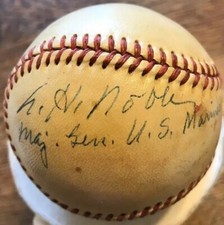 A. H. Noble
Maj. Gen. U. S. Marin